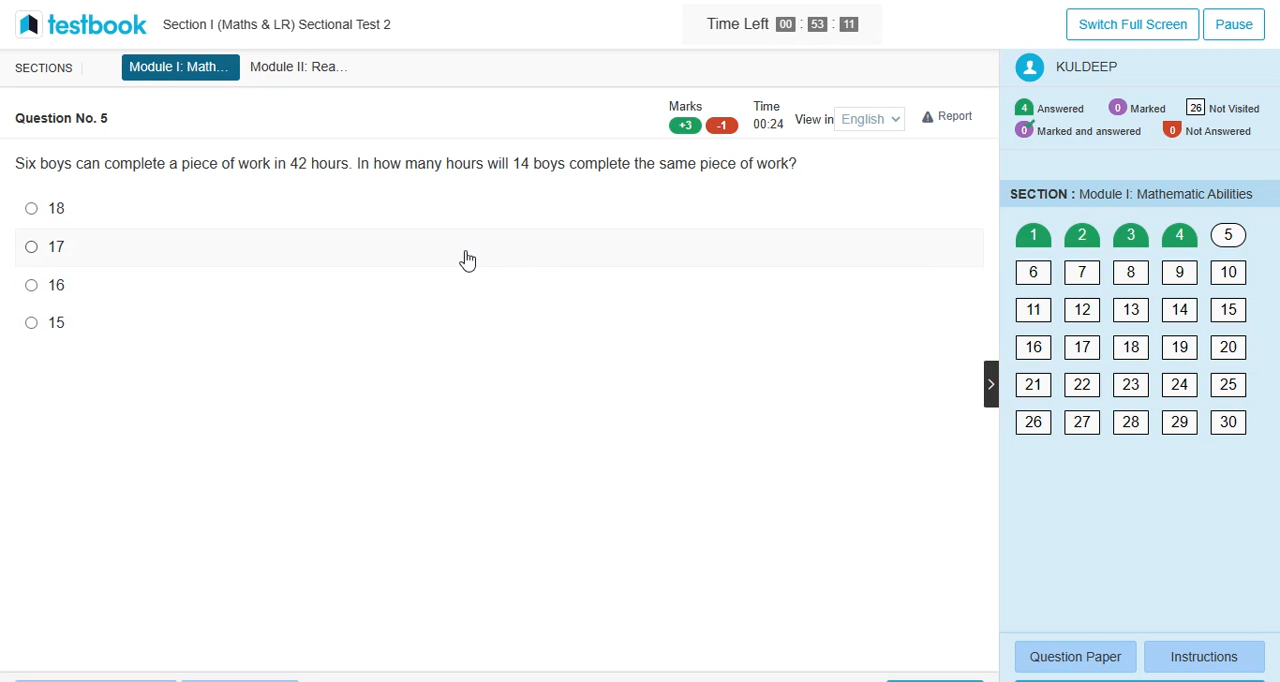 testbook Section I (Maths & LR) Sectional Test 2 Time Left 00 : 53 : 11 Switch Full Screen Pause
SECTIONS Module I: Math... Module II: Rea... KULDEEP
Question No. 5 Marks +3 -1 Time 00:24 View in English Report
4 Answered 0 Marked 26 Not Visited
0 Marked and answered 0 Not Answered
Six boys can complete a piece of work in 42 hours. In how many hours will 14 boys complete the same piece of work?
18
17
16
15
SECTION : Module I: Mathematic Abilities
1 2 3 4 5
6 7 8 9 10
11 12 13 14 15
16 17 18 19 20
21 22 23 24 25
26 27 28 29 30
Question Paper Instructions